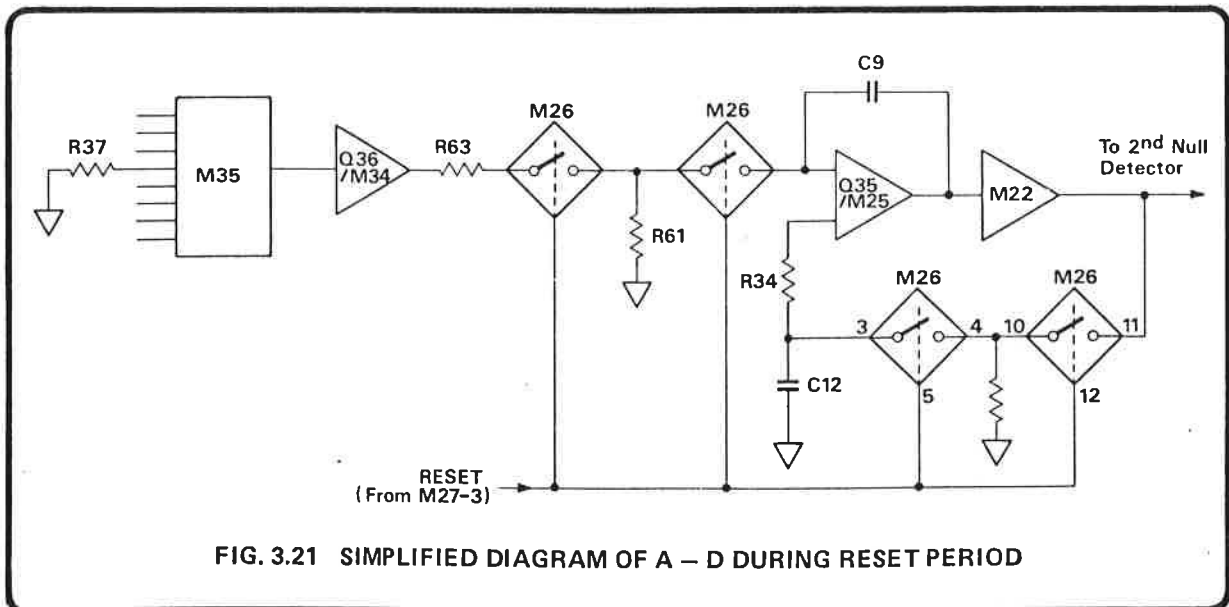 C9
M26
M26
R37
M35
Q36
/M34
R63
To 2nd Null
Detector
Q35
/M25
M22
R61
R34
M26
M26
3
4
10
11
C12
5
12
RESET
(From M27-3)
FIG. 3.21 SIMPLIFIED DIAGRAM OF A – D DURING RESET PERIOD